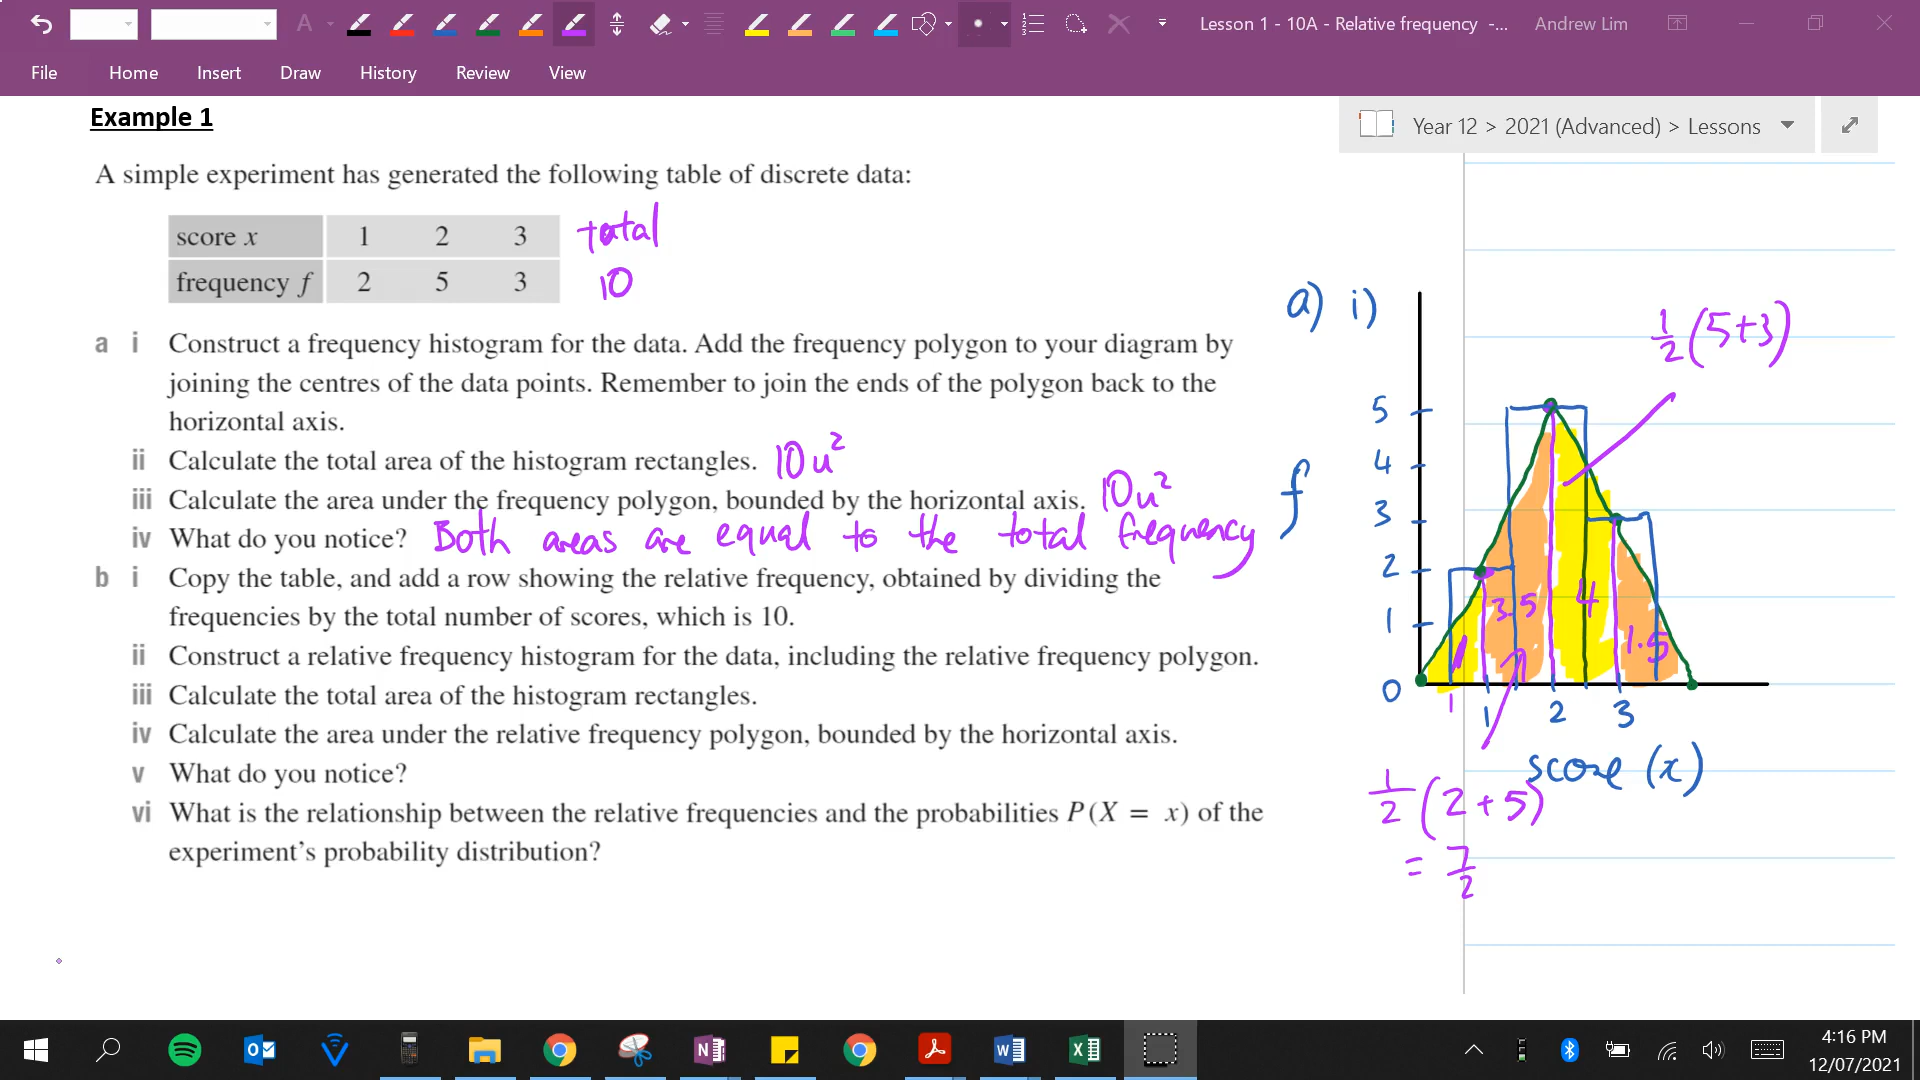 Lesson 1 - 10A - Relative frequency -...
Andrew Lim
File Home Insert Draw History Review View
Year 12 > 2021 (Advanced) > Lessons
Example 1
A simple experiment has generated the following table of discrete data:
score x 1 2 3 total
frequency f 2 5 3 10
a i Construct a frequency histogram for the data. Add the frequency polygon to your diagram by
joining the centres of the data points. Remember to join the ends of the polygon back to the
horizontal axis.
ii Calculate the total area of the histogram rectangles. 10u²
iii Calculate the area under the frequency polygon, bounded by the horizontal axis. 10u²
iv What do you notice? Both areas are equal to the total frequency
b i Copy the table, and add a row showing the relative frequency, obtained by dividing the
frequencies by the total number of scores, which is 10.
ii Construct a relative frequency histogram for the data, including the relative frequency polygon.
iii Calculate the total area of the histogram rectangles.
iv Calculate the area under the relative frequency polygon, bounded by the horizontal axis.
v What do you notice?
vi What is the relationship between the relative frequencies and the probabilities P(X = x) of the
experiment's probability distribution?
a) i)
1/2 (5+3)
5
4
f
3
2
1
3.5 4 1.5
0
1 1 2 3
score (x)
1/2 (2+5)
= 7/2
4:16 PM
12/07/2021